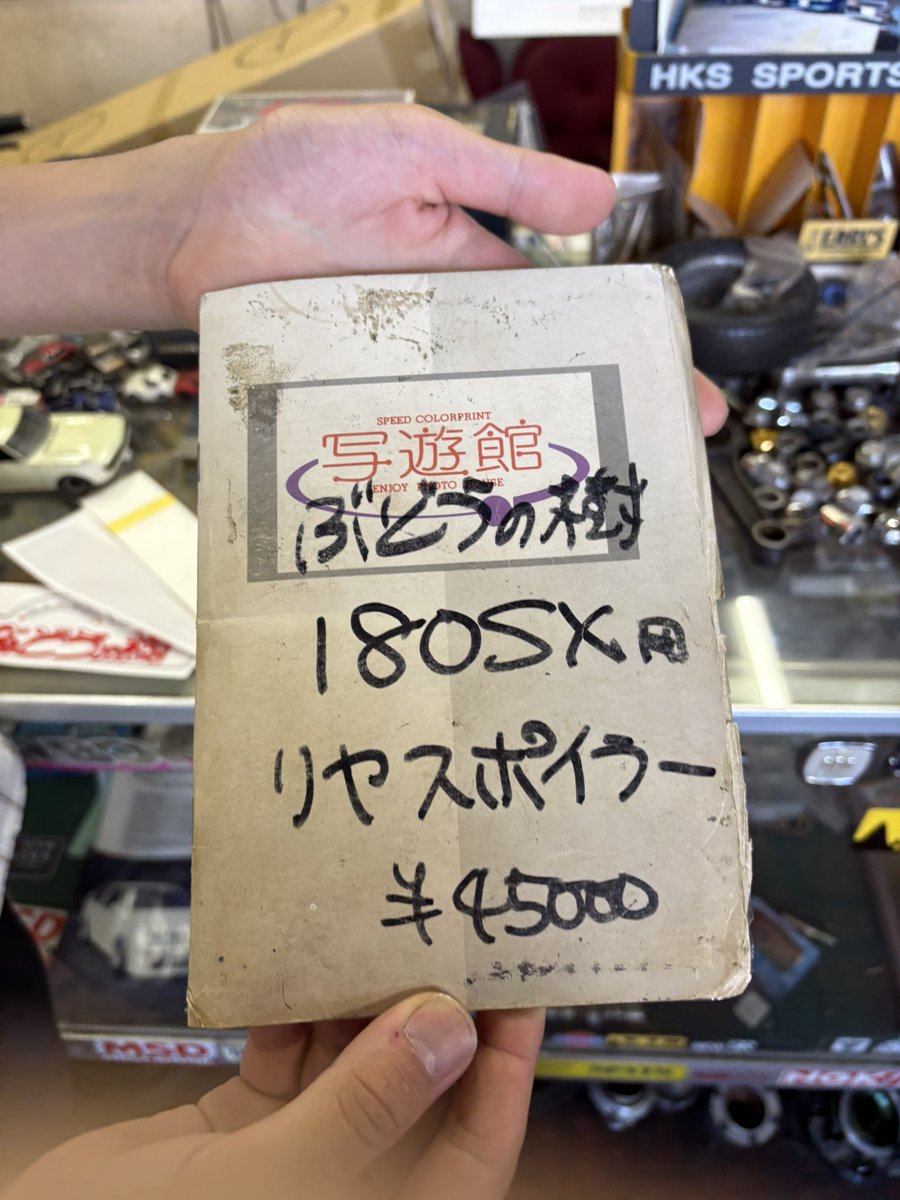 HKS SPORTS
EARL'S
SPEED COLORPRINT
写遊館
ENJOY PHOTO HOUSE
ぶどうの樹
180SX用
リヤスポイラー
¥45000
MSD